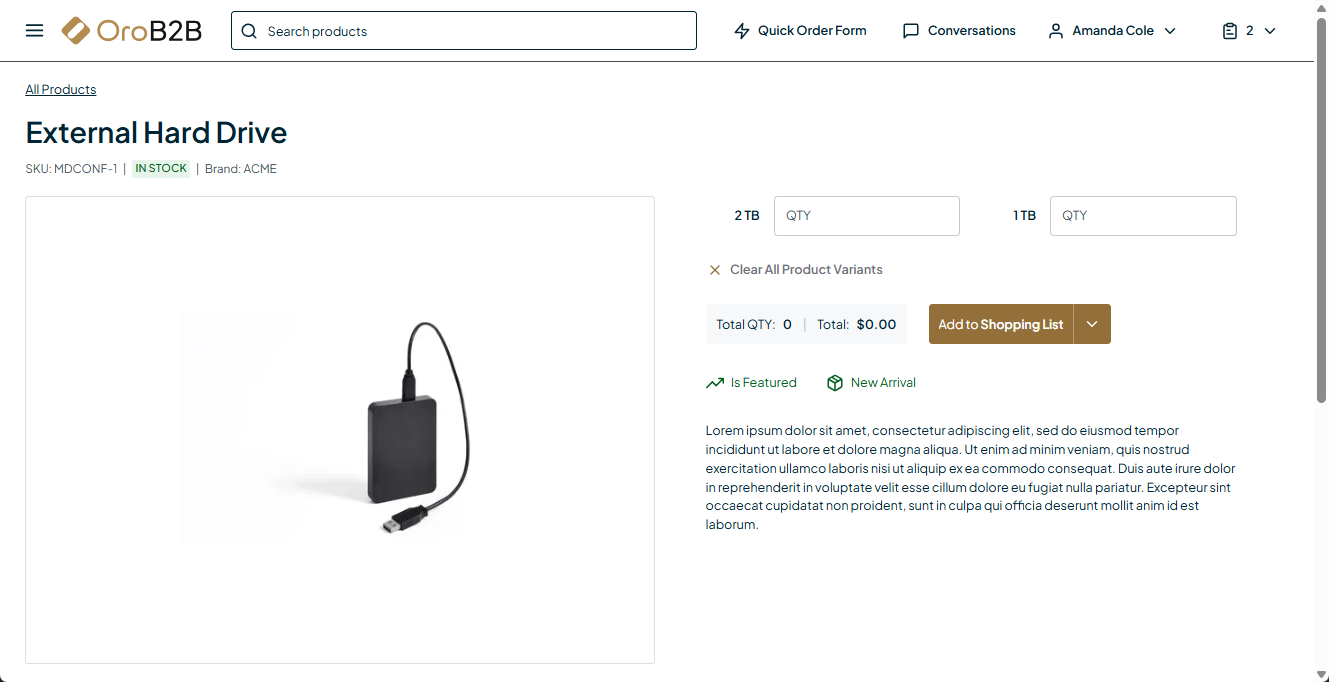 OroB2B
Search products
Quick Order Form
Conversations
Amanda Cole
2
All Products
External Hard Drive
SKU: MDCONF-1 | IN STOCK | Brand: ACME
2 TB QTY 1 TB QTY
Clear All Product Variants
Total QTY: 0 | Total: $0.00 Add to Shopping List
Is Featured New Arrival
Lorem ipsum dolor sit amet, consectetur adipiscing elit, sed do eiusmod tempor
incididunt ut labore et dolore magna aliqua. Ut enim ad minim veniam, quis nostrud
exercitation ullamco laboris nisi ut aliquip ex ea commodo consequat. Duis aute irure dolor
in reprehenderit in voluptate velit esse cillum dolore eu fugiat nulla pariatur. Excepteur sint
occaecat cupidatat non proident, sunt in culpa qui officia deserunt mollit anim id est
laborum.